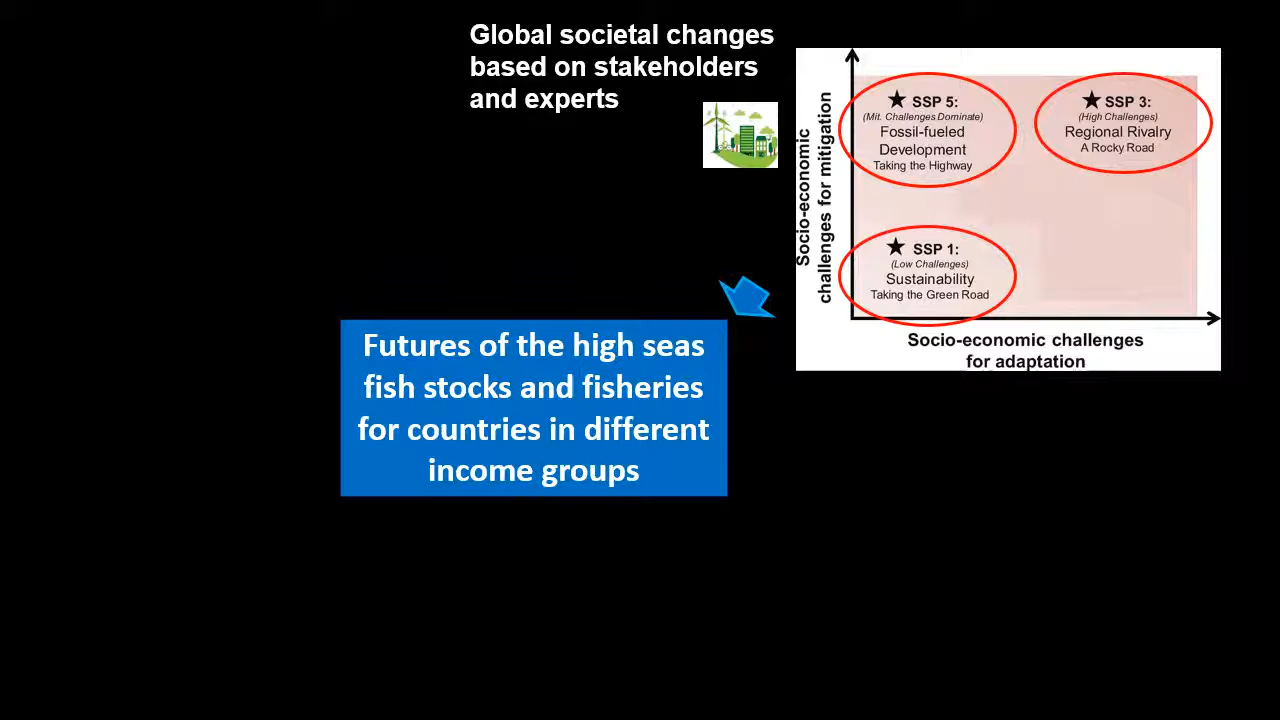 Global societal changes
based on stakeholders
and experts
Socio-economic
challenges for mitigation
★ SSP 5:
(Mit. Challenges Dominate)
Fossil-fueled
Development
Taking the Highway
★ SSP 3:
(High Challenges)
Regional Rivalry
A Rocky Road
★ SSP 1:
(Low Challenges)
Sustainability
Taking the Green Road
Socio-economic challenges
for adaptation
Futures of the high seas
fish stocks and fisheries
for countries in different
income groups